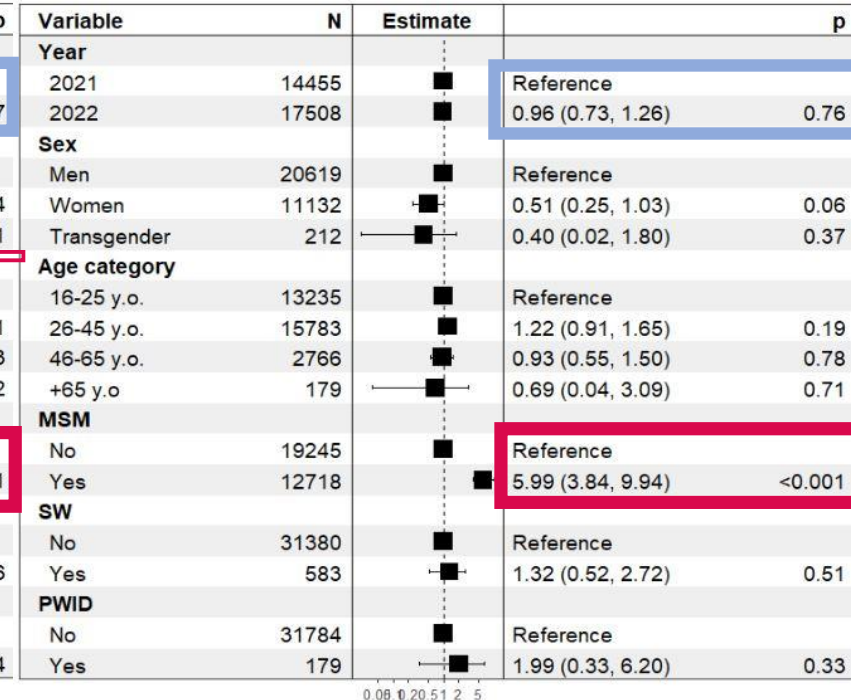 Variable N Estimate p
Year
2021 14455 Reference
2022 17508 0.96 (0.73, 1.26) 0.76
Sex
Men 20619 Reference
Women 11132 0.51 (0.25, 1.03) 0.06
Transgender 212 0.40 (0.02, 1.80) 0.37
Age category
16-25 y.o. 13235 Reference
26-45 y.o. 15783 1.22 (0.91, 1.65) 0.19
46-65 y.o. 2766 0.93 (0.55, 1.50) 0.78
+65 y.o 179 0.69 (0.04, 3.09) 0.71
MSM
No 19245 Reference
Yes 12718 5.99 (3.84, 9.94) <0.001
SW
No 31380 Reference
Yes 583 1.32 (0.52, 2.72) 0.51
PWID
No 31784 Reference
Yes 179 1.99 (0.33, 6.20) 0.33
0.20.51 2 5